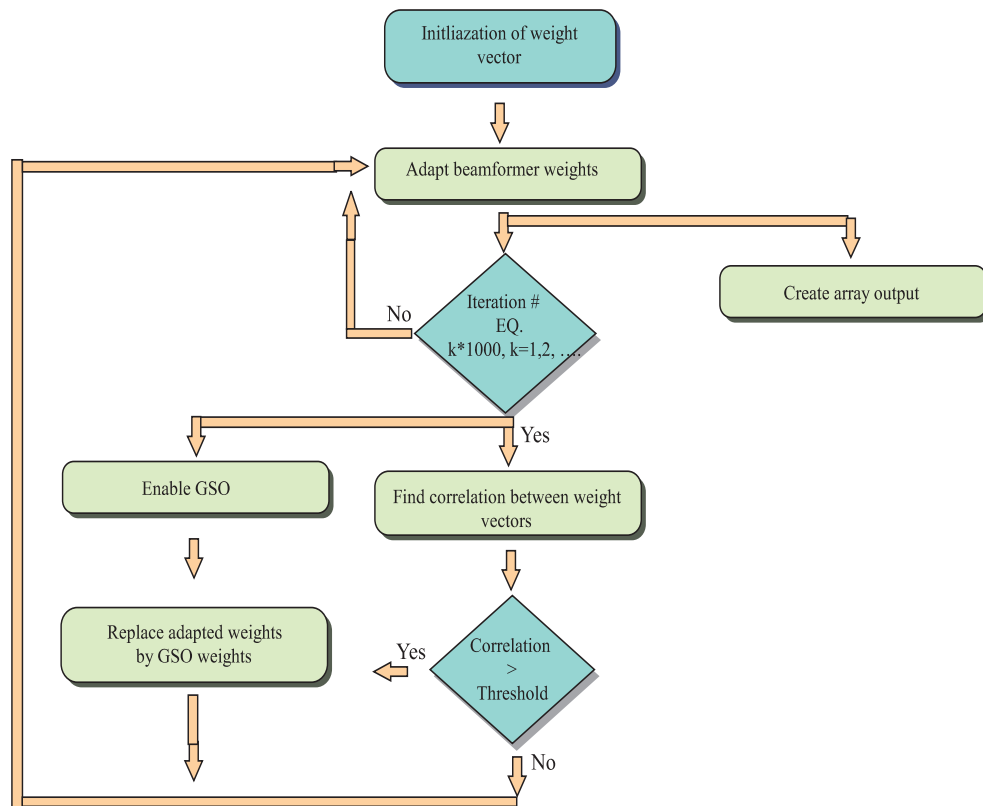 Initliazation of weight
vector
Adapt beamformer weights
Create array output
Iteration #
EQ.
k*1000, k=1,2, ....
No
Yes
Enable GSO
Find correlation between weight
vectors
Replace adapted weights
by GSO weights
Yes
Correlation
>
Threshold
No